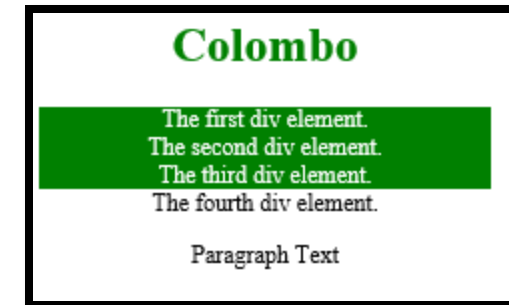 Colombo
The first div element.
The second div element.
The third div element.
The fourth div element.
Paragraph Text